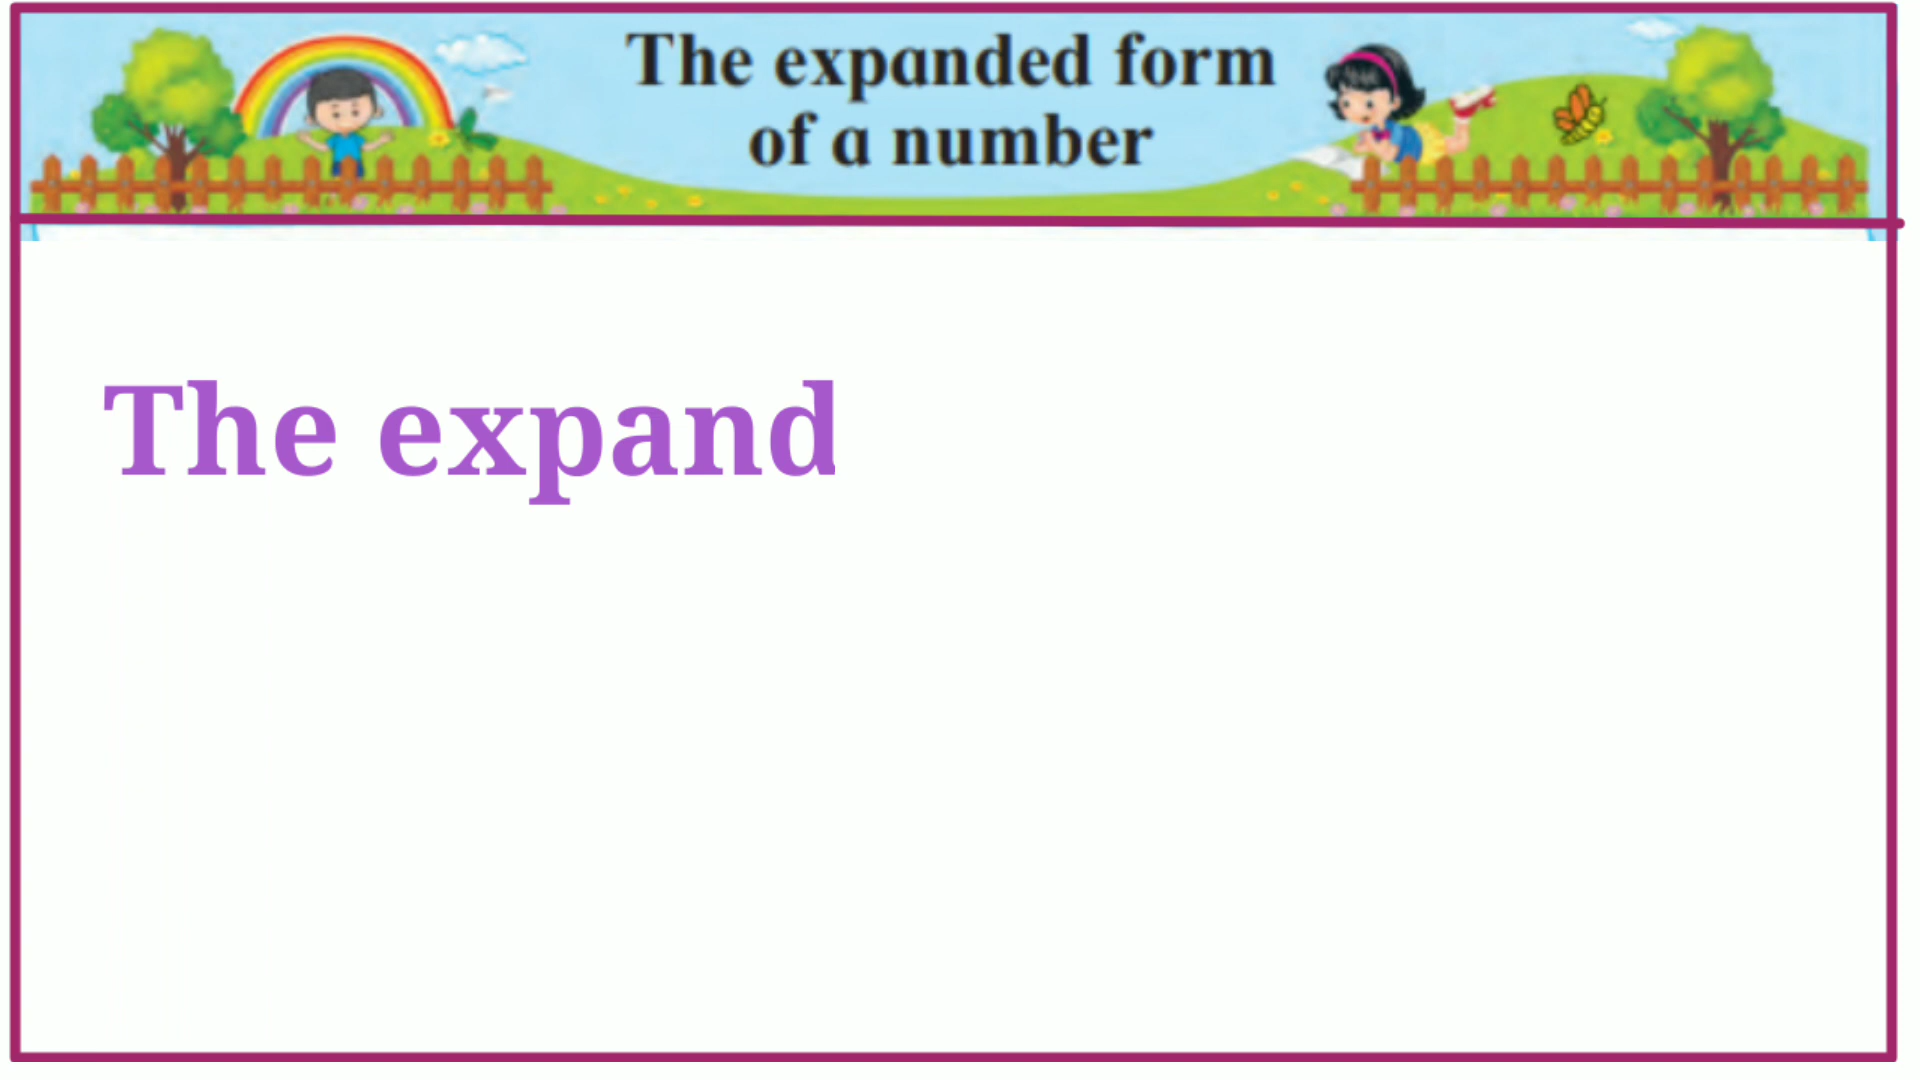 The expanded form
of a number
The expand